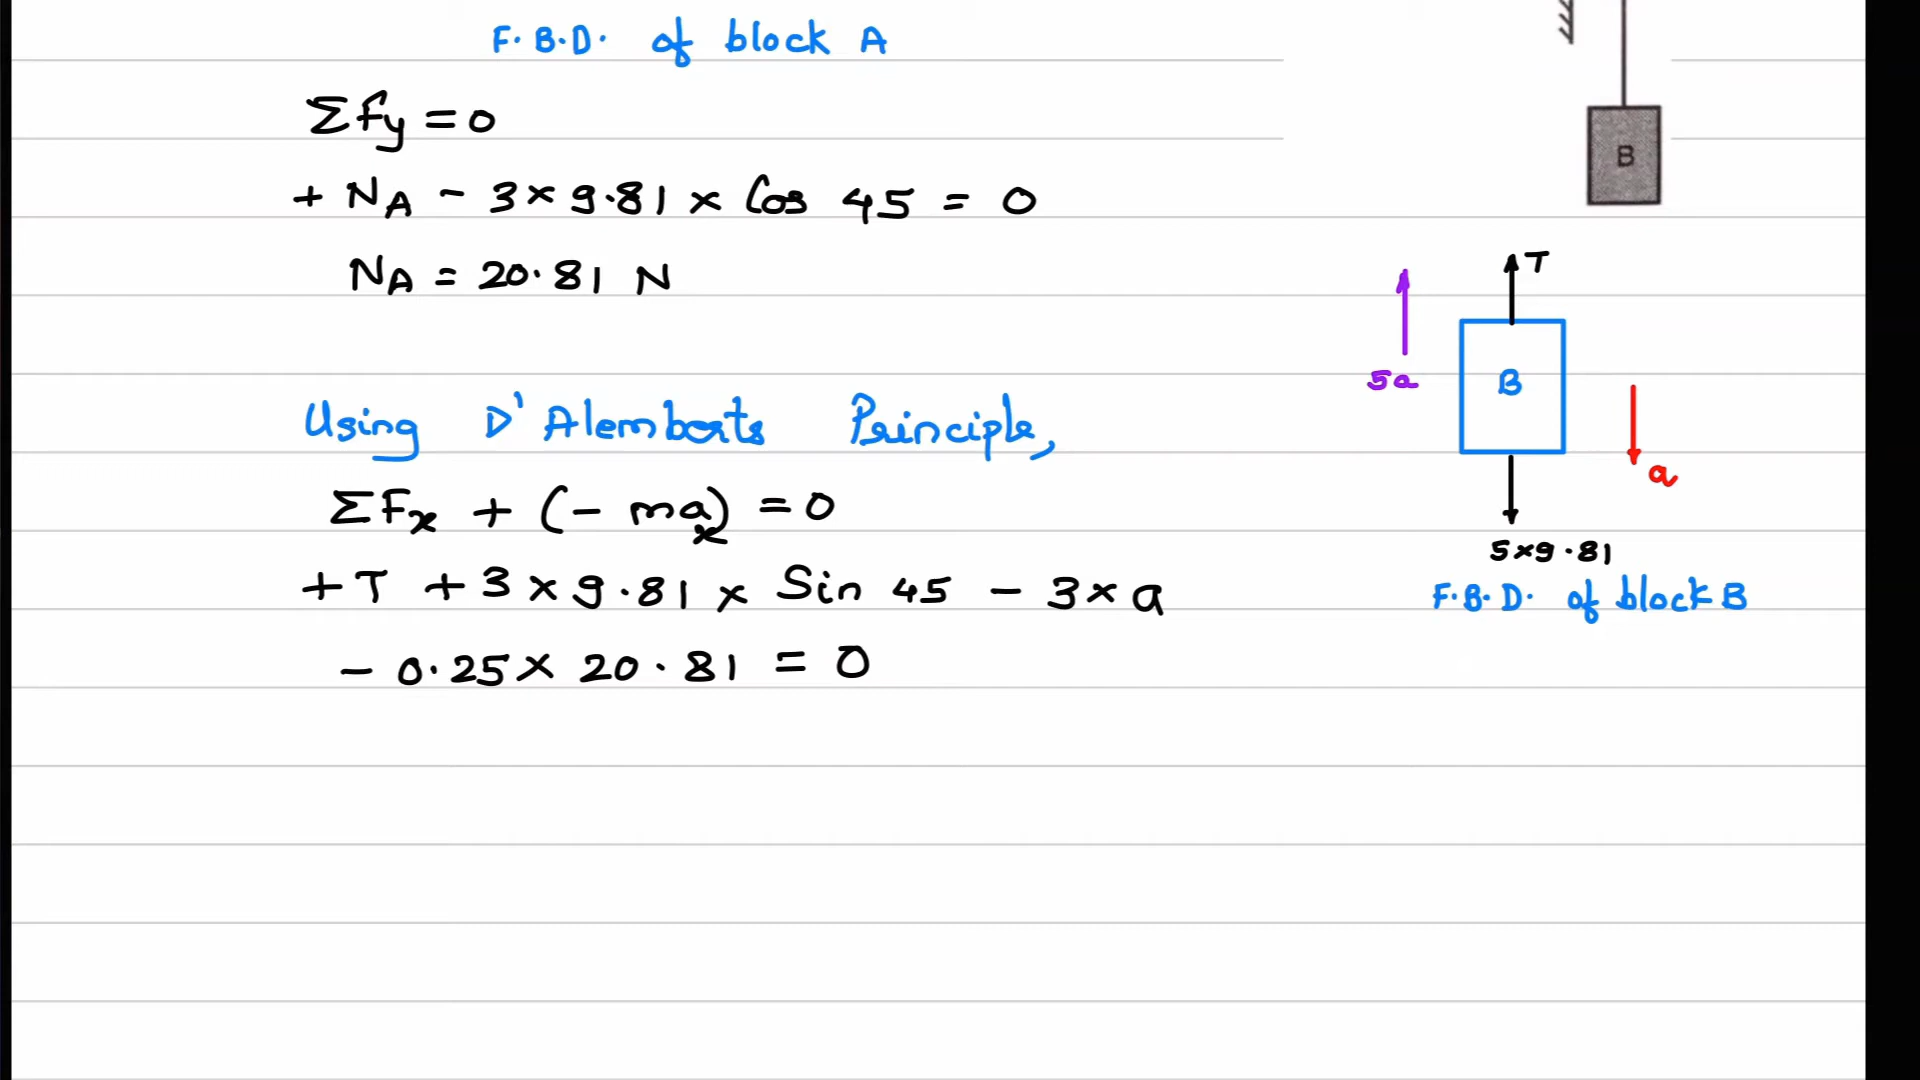 F.B.D. of block A
ΣFy = 0
+ NA - 3 × 9.81 × Cos 45 = 0
NA = 20.81 N
Using D'Alemberts Principle,
ΣFx + (- max) = 0
+ T + 3 × 9.81 × Sin 45 - 3 × a
- 0.25 × 20.81 = 0
B
T
5a
B
a
5×9.81
F.B.D. of block B